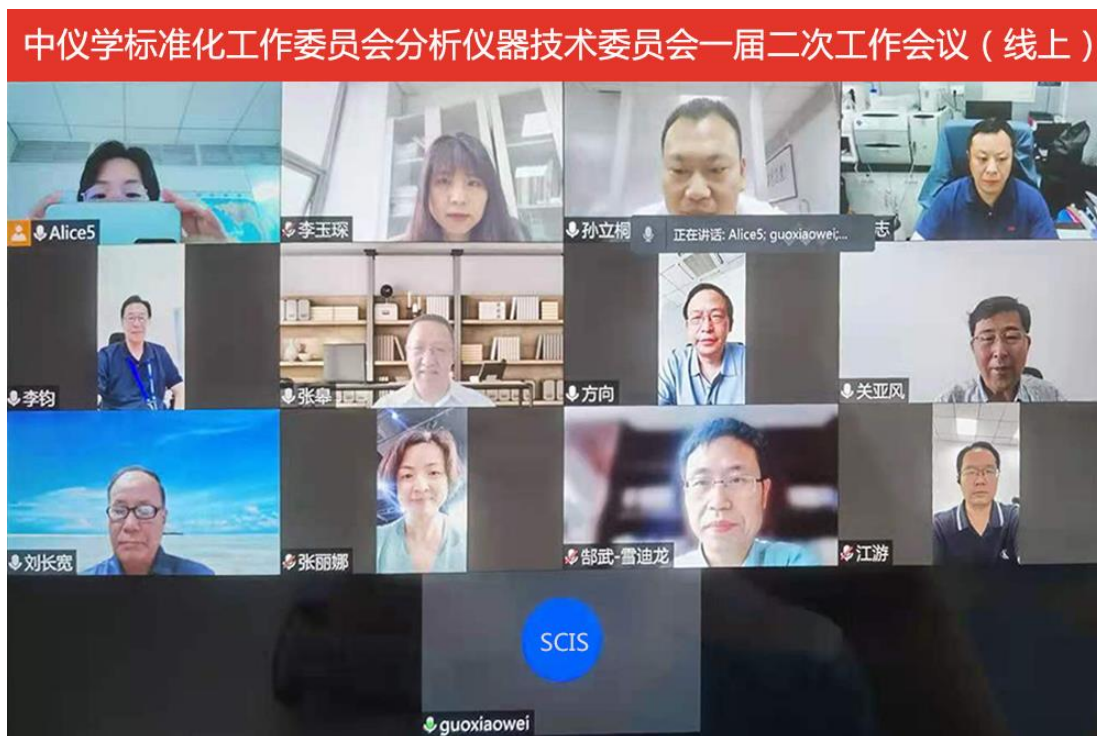 中仪学标准化工作委员会分析仪器技术委员会一届二次工作会议（线上）
Alice5
李玉琛
孙立桐
正在讲话: Alice5; guoxiaowei;...
志
李钧
张皋
方向
关亚风
刘长宽
张丽娜
郜武-雪迪龙
江游
SCIS
guoxiaowei